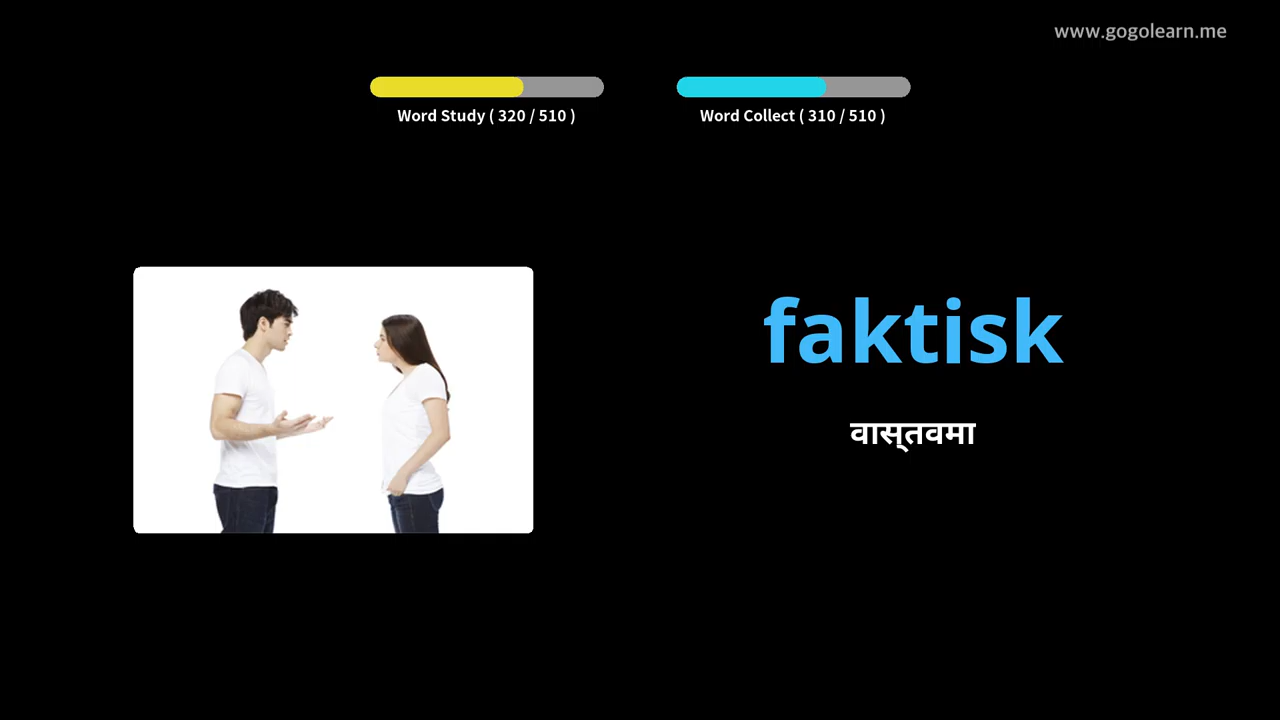 www.gogolearn.me
Word Study ( 320 / 510 )
Word Collect ( 310 / 510 )
faktisk
वास्तवमा